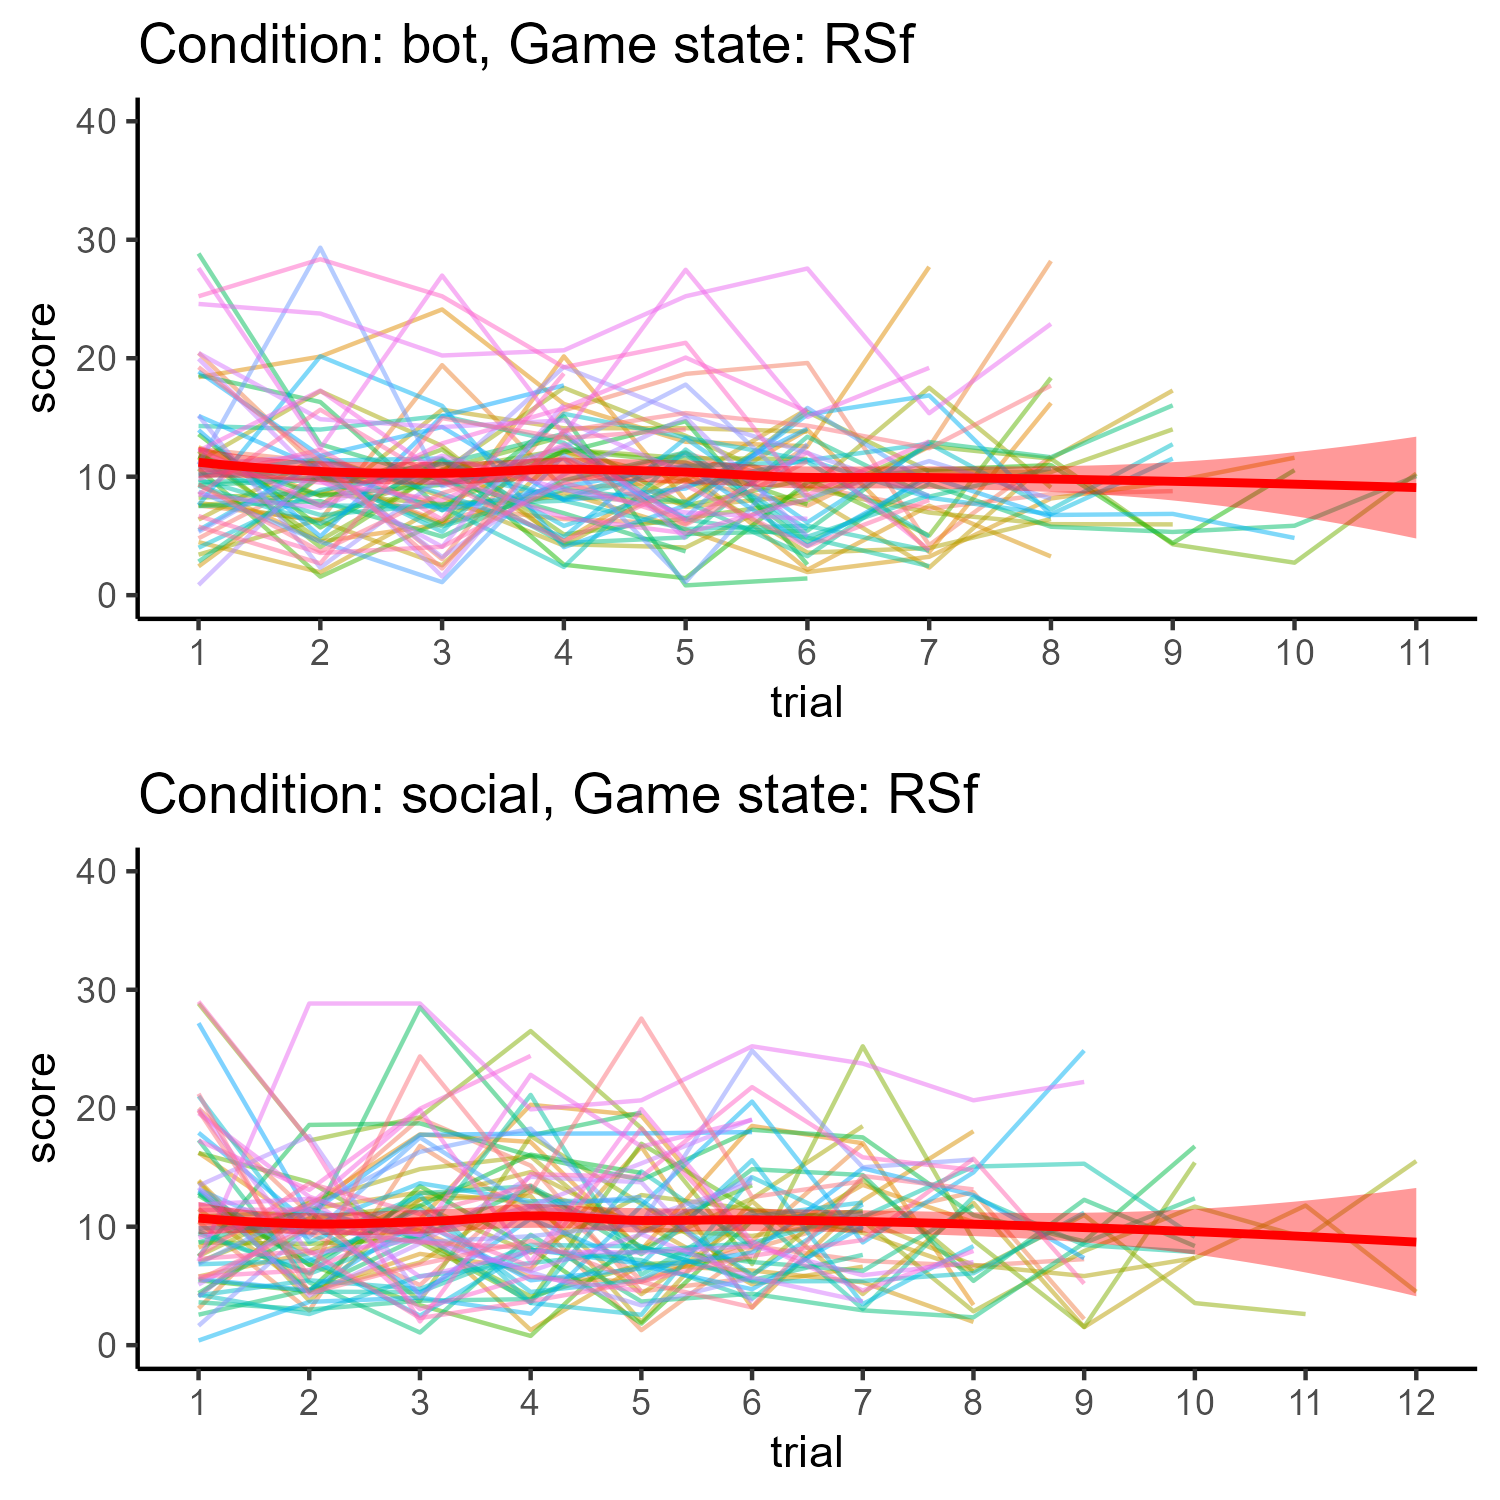 Condition: bot, Game state: RSf
40
30
20
10
0
score
1 2 3 4 5 6 7 8 9 10 11
trial
Condition: social, Game state: RSf
40
30
20
10
0
score
1 2 3 4 5 6 7 8 9 10 11 12
trial